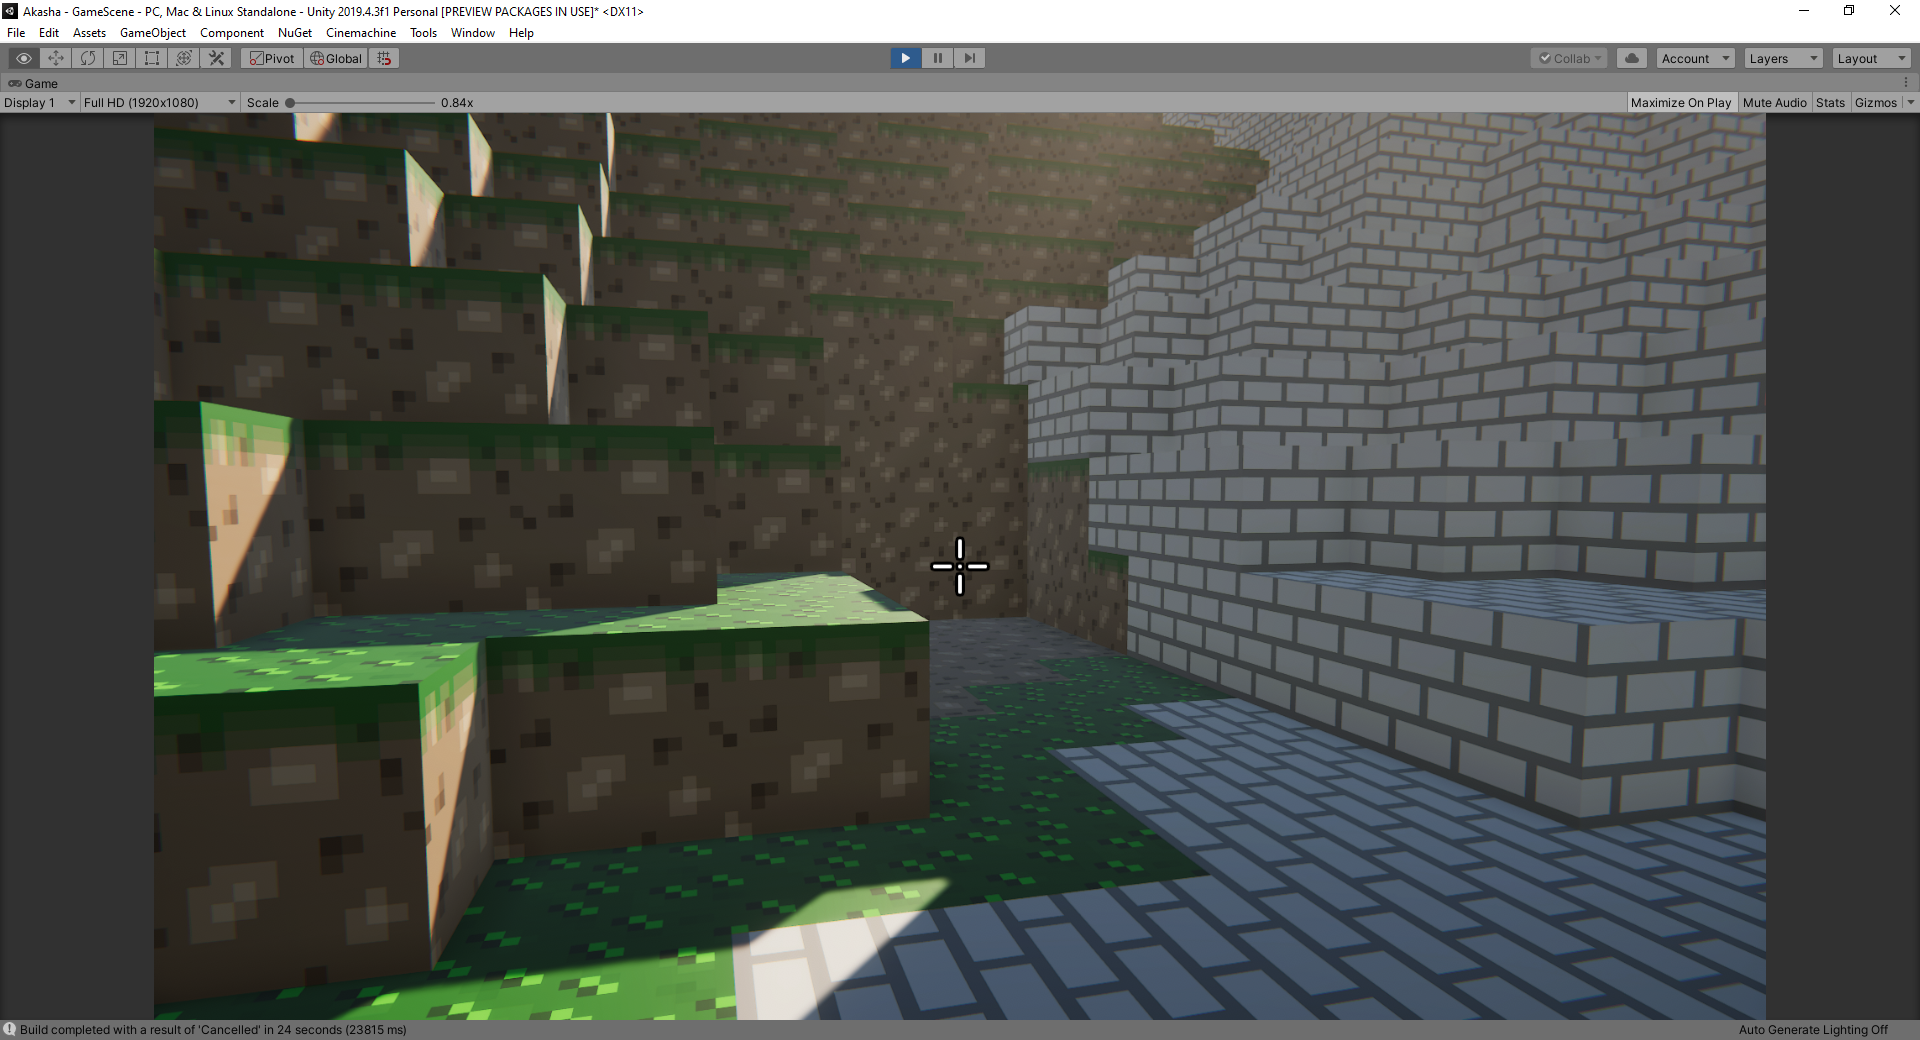 Akasha - GameScene - PC, Mac & Linux Standalone - Unity 2019.4.3f1 Personal [PREVIEW PACKAGES IN USE]* <DX11>
File Edit Assets GameObject Component NuGet Cinemachine Tools Window Help
Pivot Global Collab Account Layers Layout
Game
Display 1 Full HD (1920x1080) Scale 0.84x Maximize On Play Mute Audio Stats Gizmos
Build completed with a result of 'Cancelled' in 24 seconds (23815 ms) Auto Generate Lighting Off